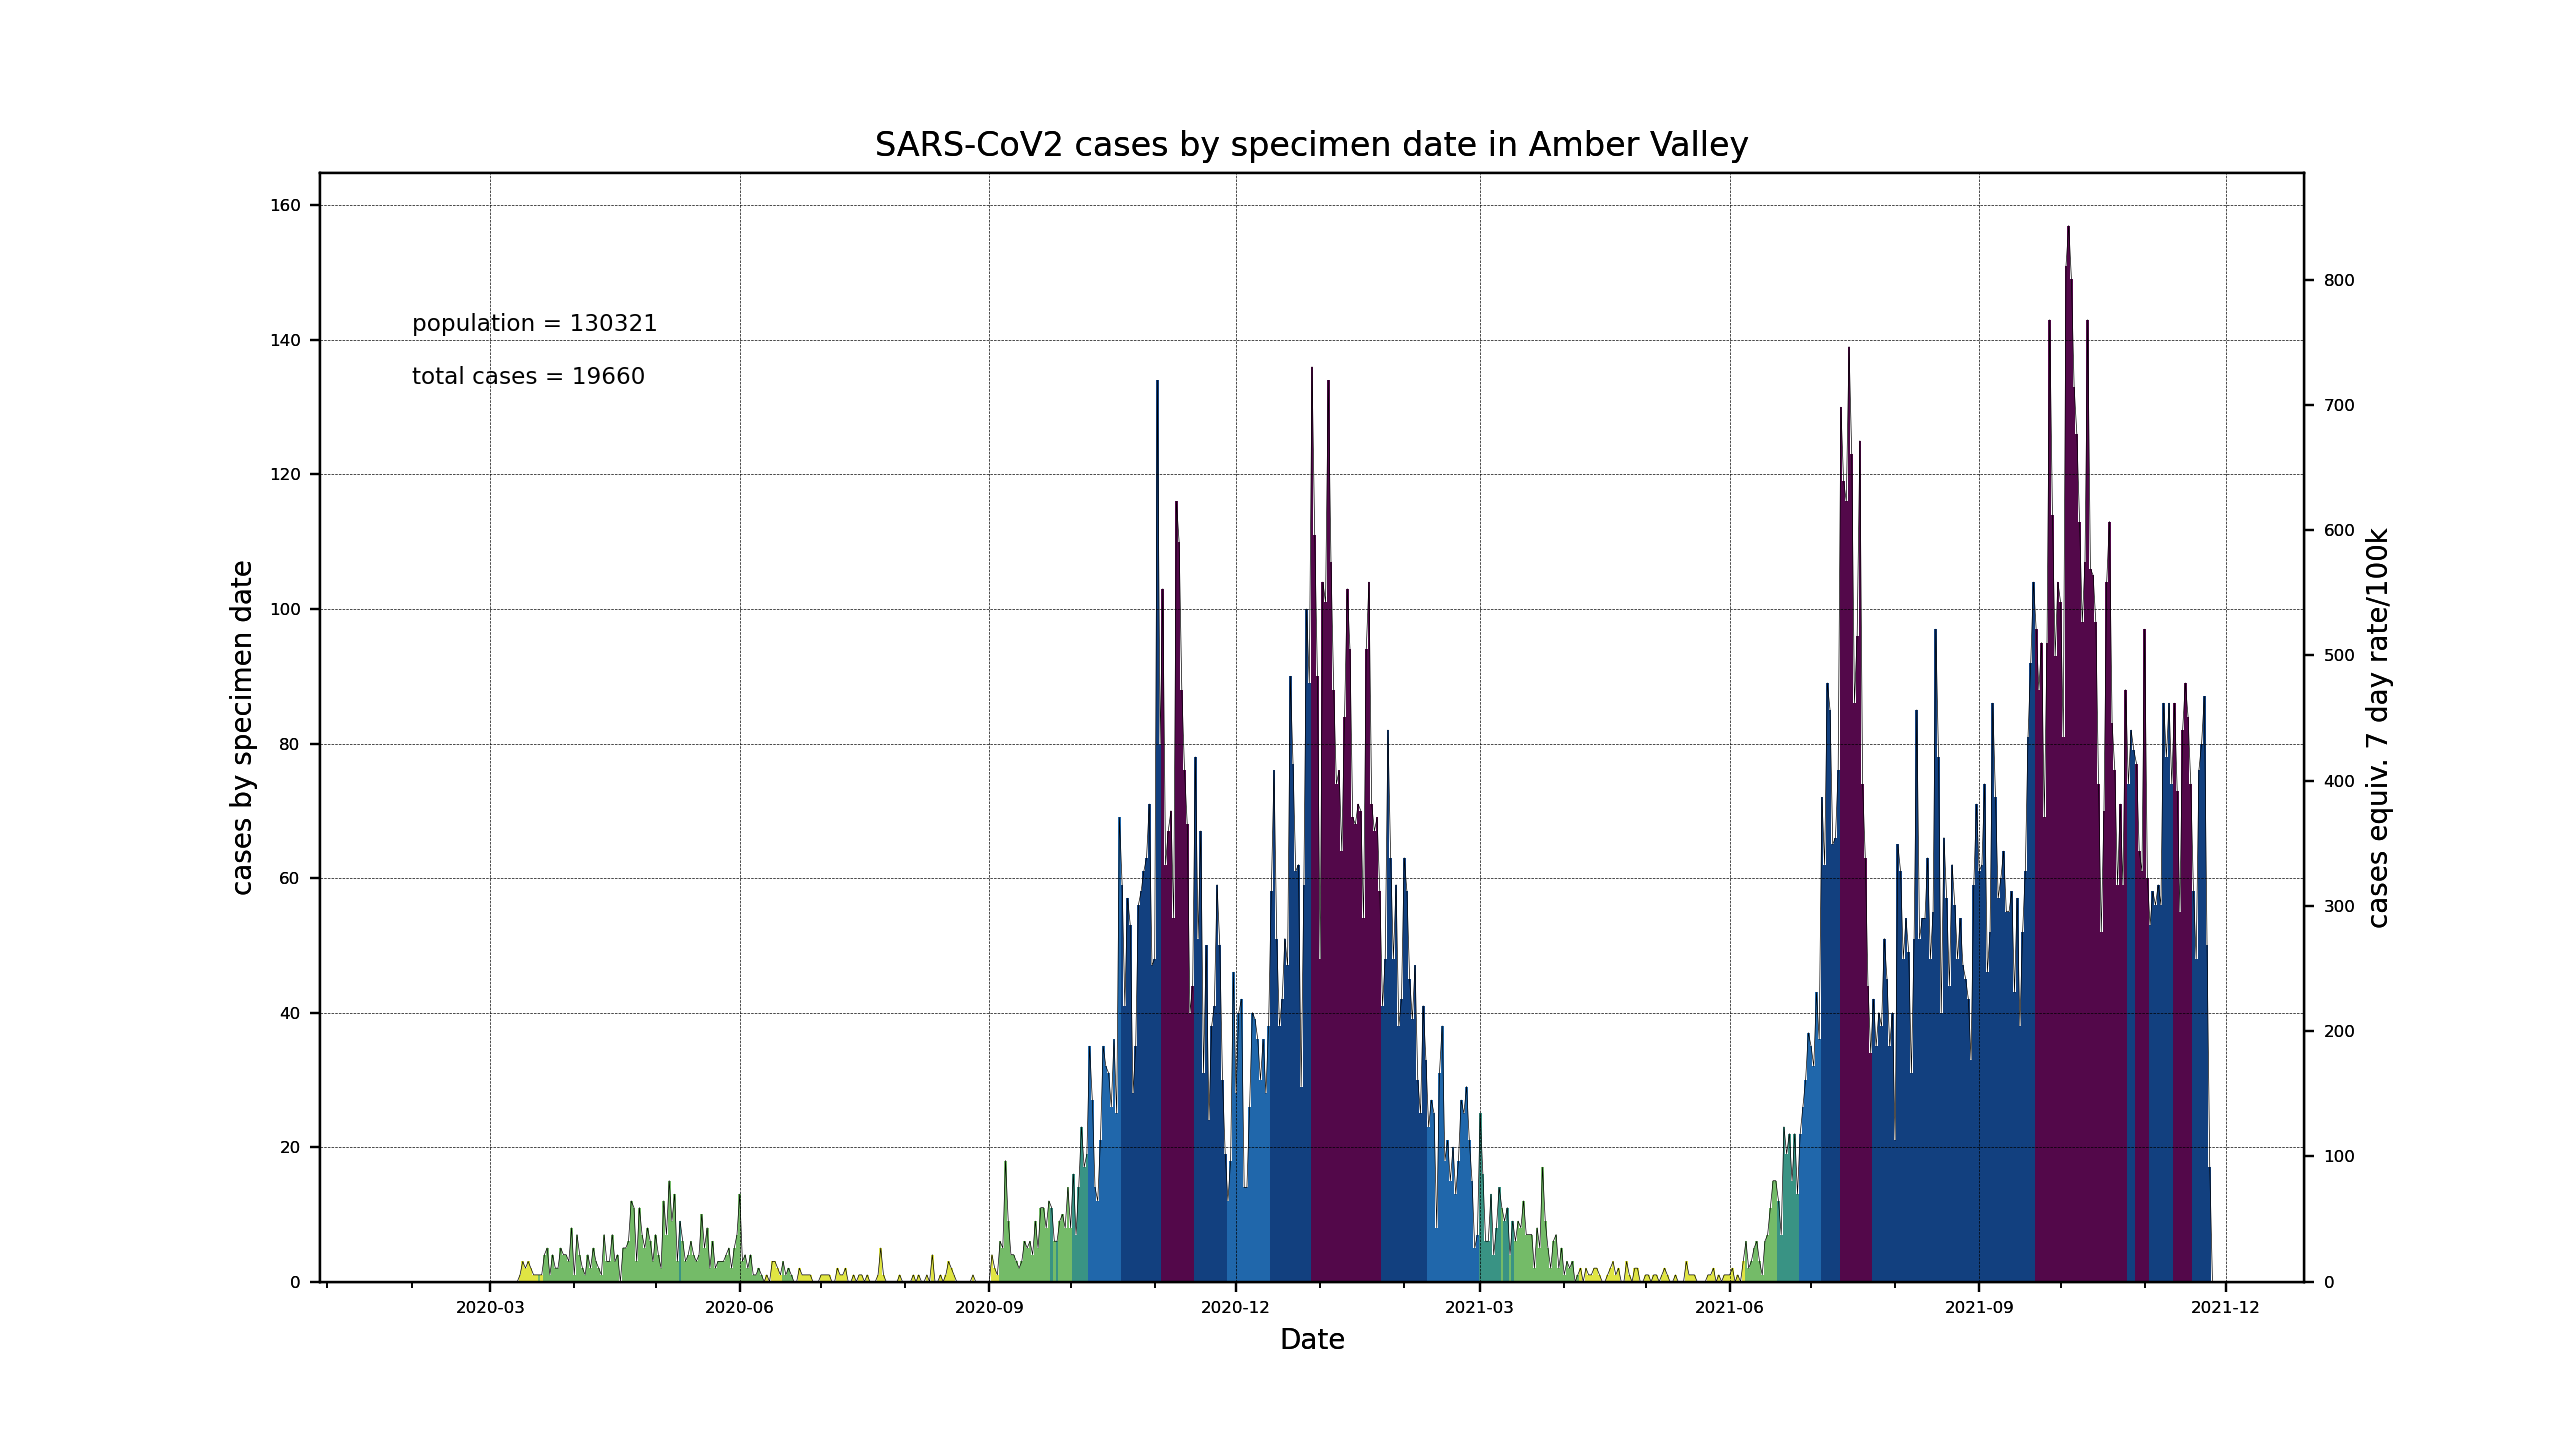 SARS-CoV2 cases by specimen date in Amber Valley
population = 130321
total cases = 19660
cases by specimen date
160
140
120
100
80
60
40
20
0
800
700
600
500
400
300
200
100
0
cases equiv. 7 day rate/100k
2020-03 2020-06 2020-09 2020-12 2021-03 2021-06 2021-09 2021-12
Date